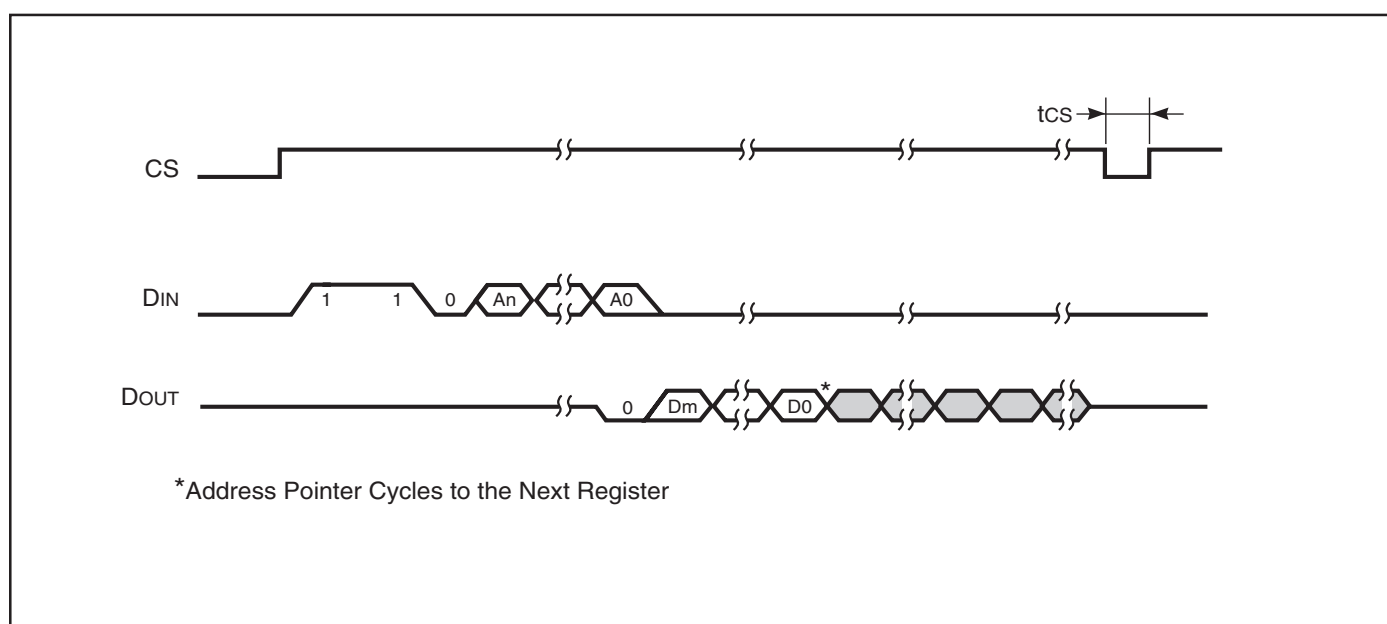 tCS
CS
DIN
1 1 0 An A0
DOUT
0 Dm D0 *
*Address Pointer Cycles to the Next Register